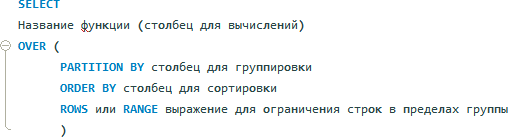 SELECT
Название функции (столбец для вычислений)
OVER (
PARTITION BY столбец для группировки
ORDER BY столбец для сортировки
ROWS или RANGE выражение для ограничения строк в пределах группы
)